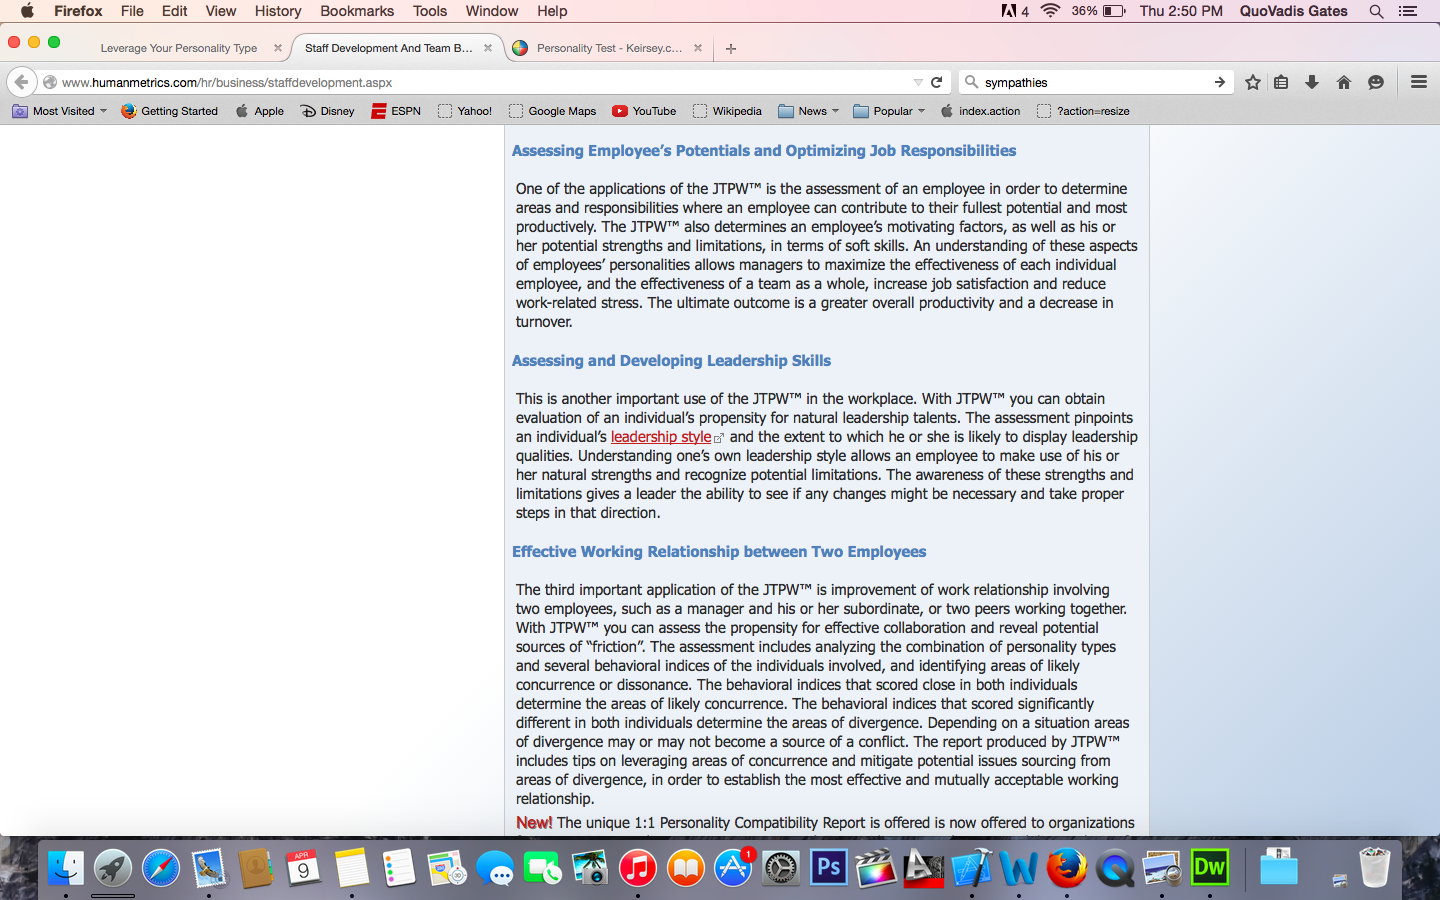 Firefox File Edit View History Bookmarks Tools Window Help 4 36% Thu 2:50 PM QuoVadis Gates
Leverage Your Personality Type Staff Development And Team B... Personality Test - Keirsey.c...
www.humanmetrics.com/hr/business/staffdevelopment.aspx sympathies
Most Visited Getting Started Apple Disney ESPN Yahoo! Google Maps YouTube Wikipedia News Popular index.action ?action=resize
Assessing Employee’s Potentials and Optimizing Job Responsibilities
One of the applications of the JTPW™ is the assessment of an employee in order to determine
areas and responsibilities where an employee can contribute to their fullest potential and most
productively. The JTPW™ also determines an employee’s motivating factors, as well as his or
her potential strengths and limitations, in terms of soft skills. An understanding of these aspects
of employees’ personalities allows managers to maximize the effectiveness of each individual
employee, and the effectiveness of a team as a whole, increase job satisfaction and reduce
work-related stress. The ultimate outcome is a greater overall productivity and a decrease in
turnover.
Assessing and Developing Leadership Skills
This is another important use of the JTPW™ in the workplace. With JTPW™ you can obtain
evaluation of an individual’s propensity for natural leadership talents. The assessment pinpoints
an individual’s leadership style and the extent to which he or she is likely to display leadership
qualities. Understanding one’s own leadership style allows an employee to make use of his or
her natural strengths and recognize potential limitations. The awareness of these strengths and
limitations gives a leader the ability to see if any changes might be necessary and take proper
steps in that direction.
Effective Working Relationship between Two Employees
The third important application of the JTPW™ is improvement of work relationship involving
two employees, such as a manager and his or her subordinate, or two peers working together.
With JTPW™ you can assess the propensity for effective collaboration and reveal potential
sources of “friction”. The assessment includes analyzing the combination of personality types
and several behavioral indices of the individuals involved, and identifying areas of likely
concurrence or dissonance. The behavioral indices that scored close in both individuals
determine the areas of likely concurrence. The behavioral indices that scored significantly
different in both individuals determine the areas of divergence. Depending on a situation areas
of divergence may or may not become a source of a conflict. The report produced by JTPW™
includes tips on leveraging areas of concurrence and mitigate potential issues sourcing from
areas of divergence, in order to establish the most effective and mutually acceptable working
relationship.
New! The unique 1:1 Personality Compatibility Report is offered is now offered to organizations
APR
9
1
Ps
Dw